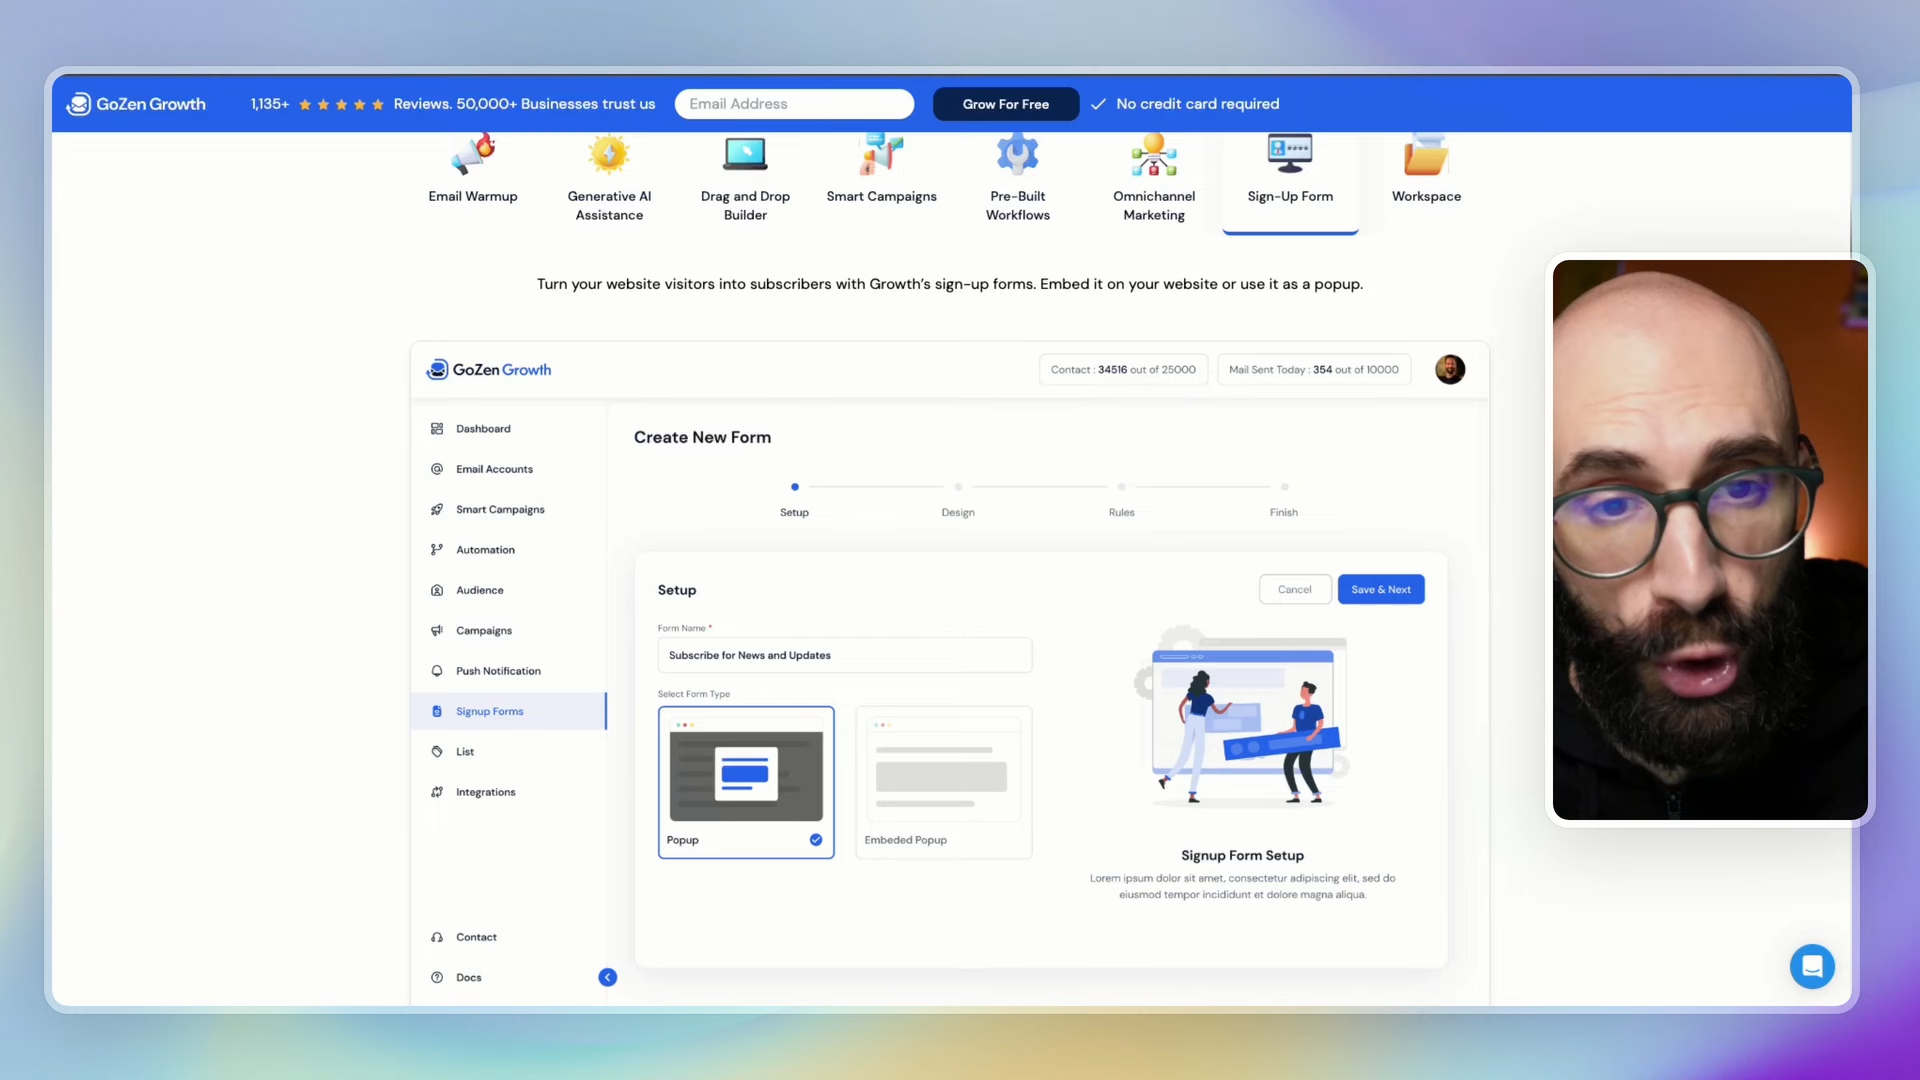 GoZen Growth
1,135+ ★★★★★ Reviews. 50,000+ Businesses trust us
Email Address
Grow For Free
No credit card required
Email Warmup
Generative AI
Assistance
Drag and Drop
Builder
Smart Campaigns
Pre-Built
Workflows
Omnichannel
Marketing
Sign-Up Form
Workspace
Turn your website visitors into subscribers with Growth's sign-up forms. Embed it on your website or use it as a popup.
GoZen Growth
Contact : 34516 out of 25000
Mail Sent Today : 354 out of 10000
Dashboard
Email Accounts
Smart Campaigns
Automation
Audience
Campaigns
Push Notification
Signup Forms
List
Integrations
Contact
Docs
Create New Form
Setup
Design
Rules
Finish
Setup
Cancel
Save & Next
Form Name *
Subscribe for News and Updates
Select Form Type
Popup
Embeded Popup
Signup Form Setup
Lorem ipsum dolor sit amet, consectetur adipiscing elit, sed do
eiusmod tempor incididunt et dolore magna aliqua.